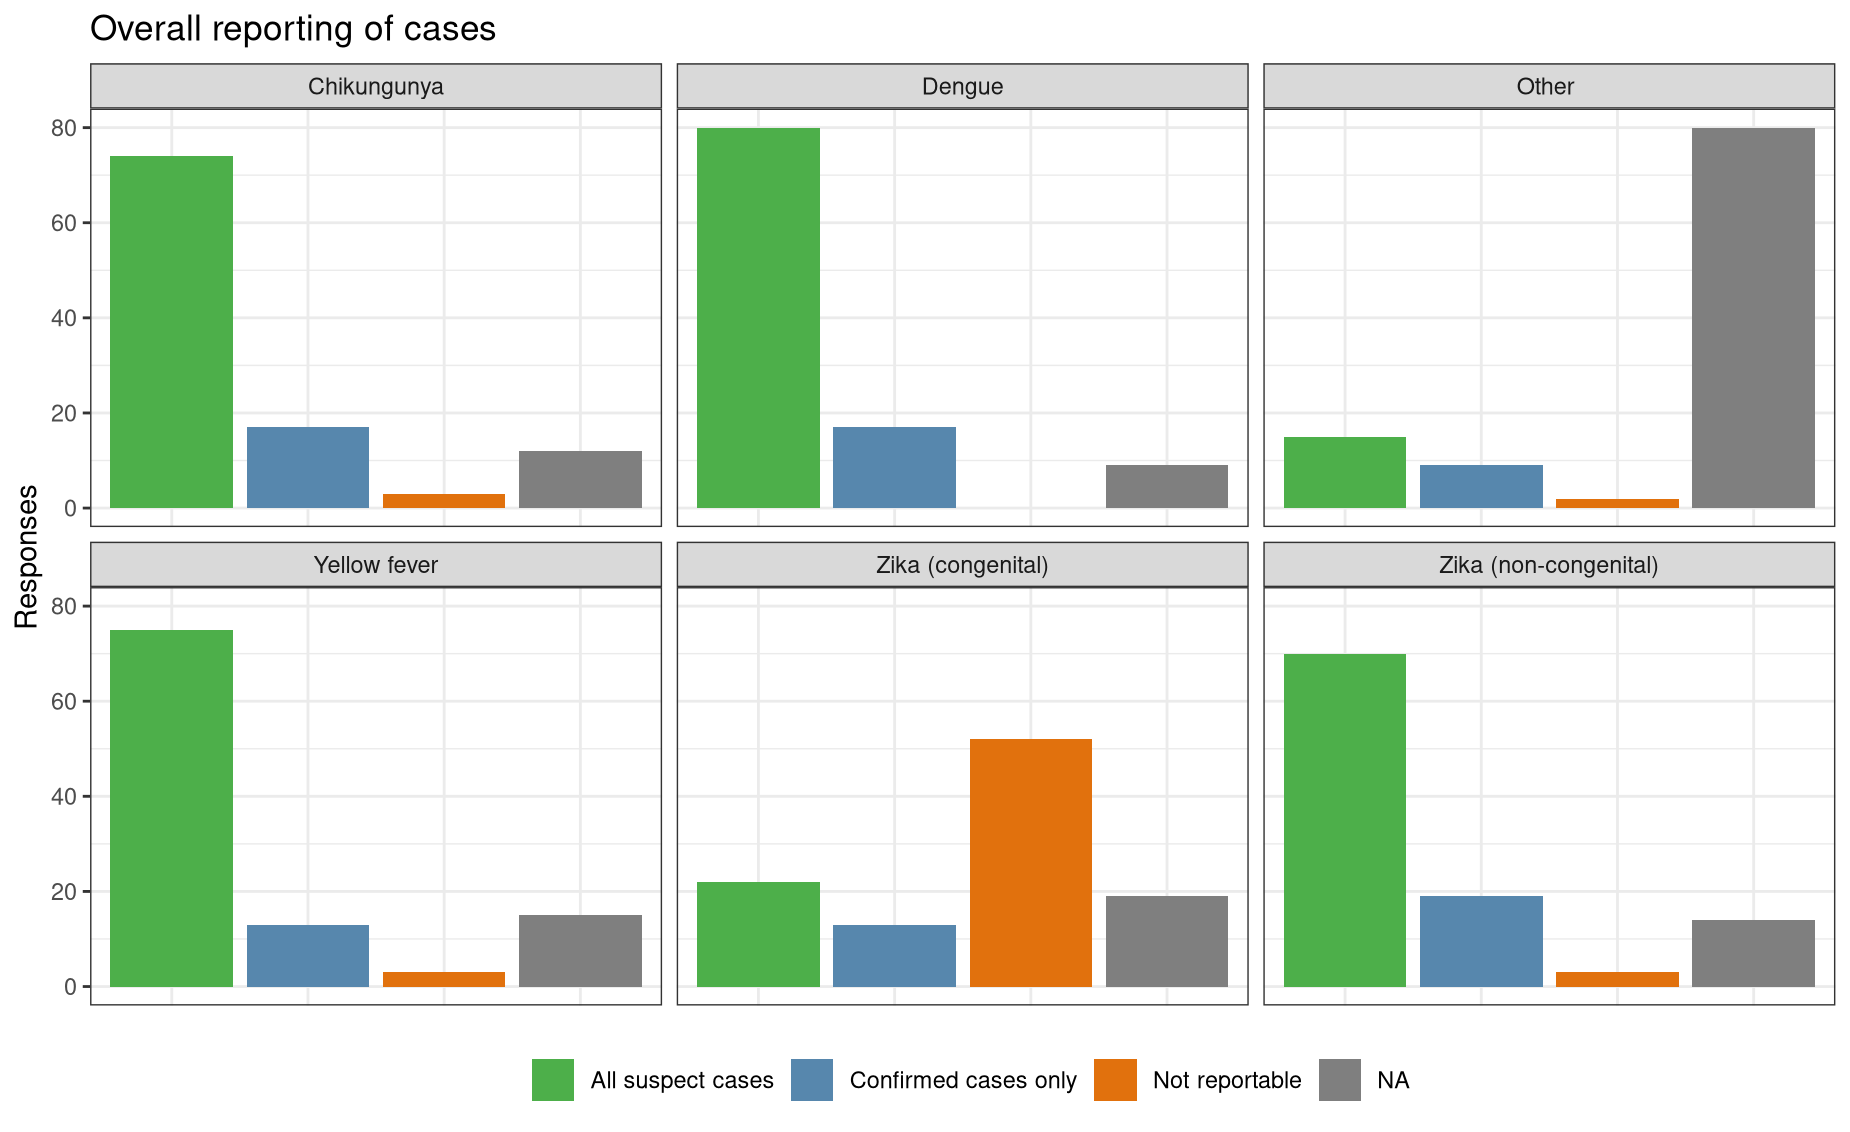 Overall reporting of cases
Chikungunya
Dengue
Other
80
60
40
20
0
Responses
Yellow fever
Zika (congenital)
Zika (non-congenital)
80
60
40
20
0
All suspect cases
Confirmed cases only
Not reportable
NA